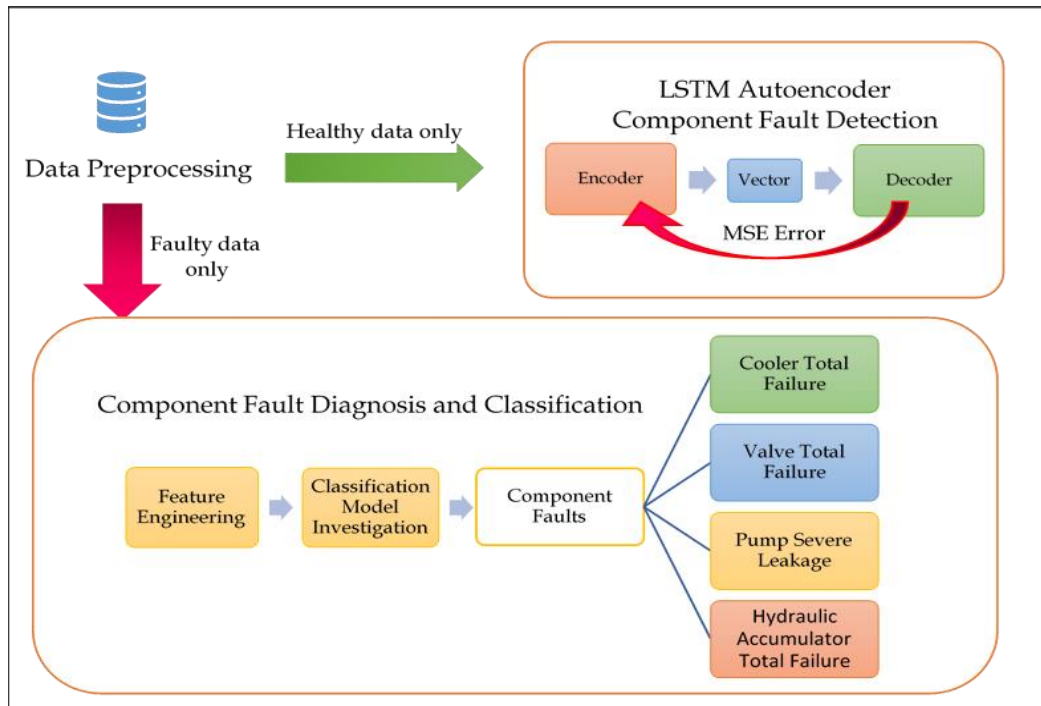 LSTM Autoencoder
Component Fault Detection
Healthy data only
Data Preprocessing
Encoder
Vector
Decoder
MSE Error
Faulty data
only
Component Fault Diagnosis and Classification
Feature
Engineering
Classification
Model
Investigation
Component
Faults
Cooler Total
Failure
Valve Total
Failure
Pump Severe
Leakage
Hydraulic
Accumulator
Total Failure